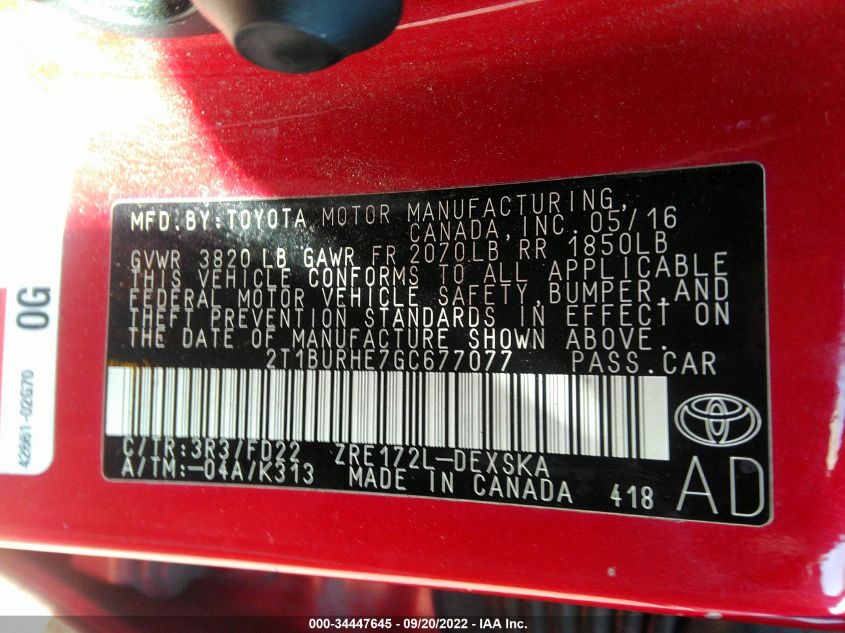 MFD.BY:TOYOTA MOTOR MANUFACTURING,
CANADA,INC.05/16
GVWR 3820 LB GAWR FR 2070LB RR 1850LB
THIS VEHICLE CONFORMS TO ALL APPLICABLE
FEDERAL MOTOR VEHICLE SAFETY,BUMPER,AND
THEFT PREVENTION STANDARDS IN EFFECT ON
THE DATE OF MANUFACTURE SHOWN ABOVE.
2T1BURHE7GC677077 PASS.CAR
C/TR:3R3/FD22 ZRE172L-DEXSKA
A/TM:-04A/K313 MADE IN CANADA 418
AD
0G
42661-02G70
000-34447645 / 09/20/2022 - IAA Inc.